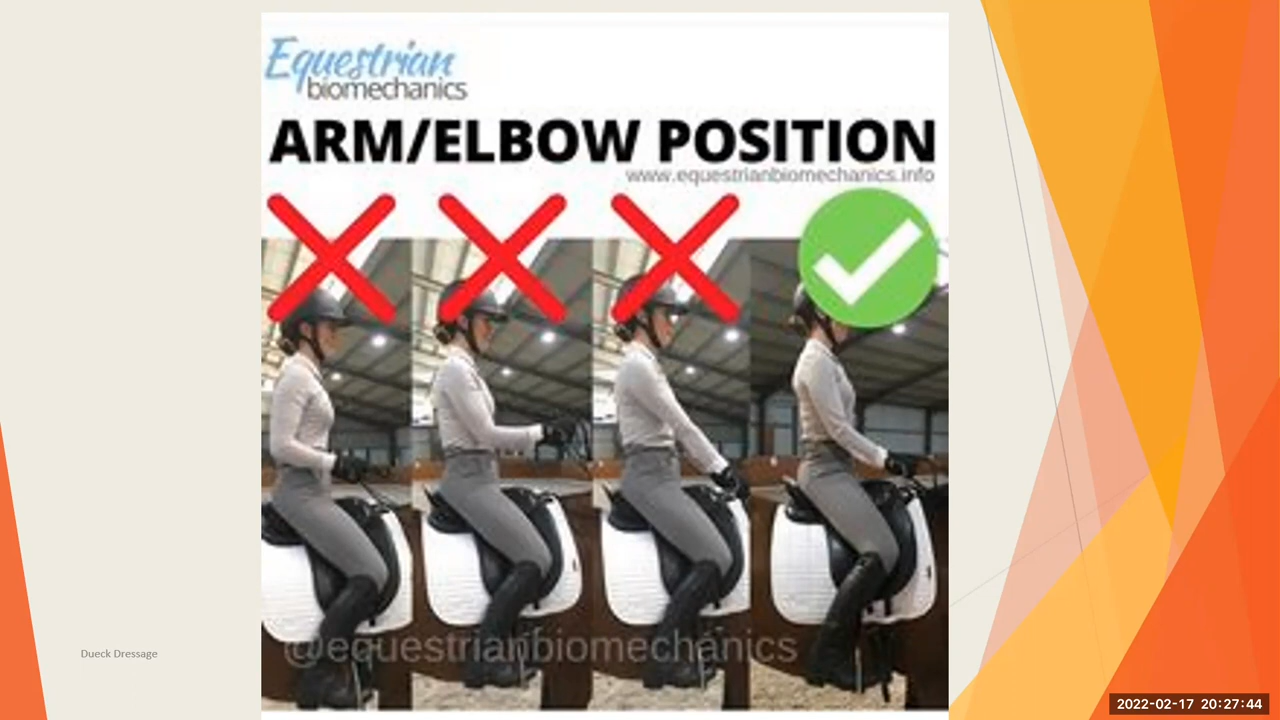 Equestrian
biomechanics
ARM/ELBOW POSITION
www.equestrianbiomechanics.info
@equestrianbiomechanics
Dueck Dressage
2022-02-17 20:27:44